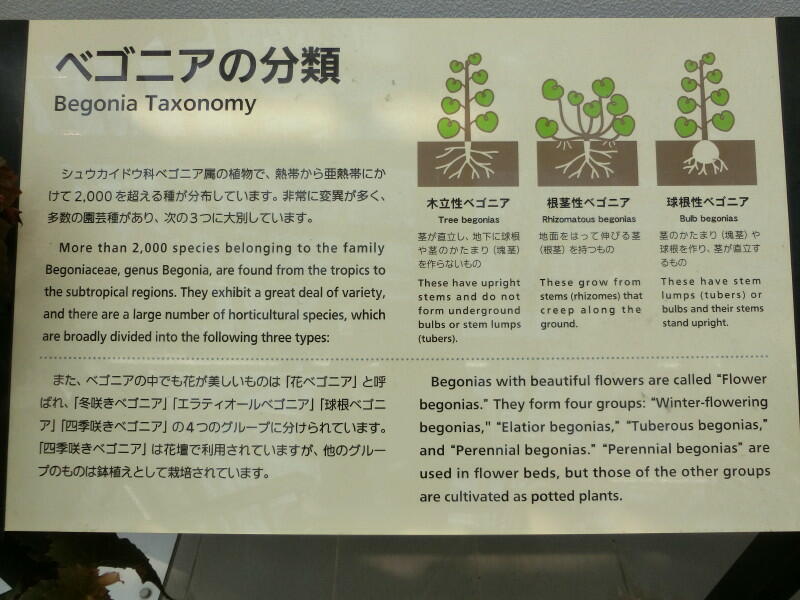 ベゴニアの分類
Begonia Taxonomy
シュウカイドウ科ベゴニア属の植物で、熱帯から亜熱帯にか
けて2,000を超える種が分布しています。非常に変異が多く、
多数の園芸種があり、次の3つに大別しています。
More than 2,000 species belonging to the family
Begoniaceae, genus Begonia, are found from the tropics to
the subtropical regions. They exhibit a great deal of variety,
and there are a large number of horticultural species, which
are broadly divided into the following three types:
木立性ベゴニア
Tree begonias
茎が直立し、地下に球根
や茎のかたまり（塊茎）
を作らないもの
These have upright
stems and do not
form underground
bulbs or stem lumps
(tubers).
根茎性ベゴニア
Rhizomatous begonias
地面をはって伸びる茎
（根茎）を持つもの
These grow from
stems (rhizomes) that
creep along the
ground.
球根性ベゴニア
Bulb begonias
茎のかたまり（塊茎）や
球根を作り、茎が直立す
るもの
These have stem
lumps (tubers) or
bulbs and their stems
stand upright.
また、ベゴニアの中でも花が美しいものは「花ベゴニア」と呼
ばれ、「冬咲きベゴニア」「エラティオールベゴニア」「球根ベゴニ
ア」「四季咲きベゴニア」の4つのグループに分けられています。
「四季咲きベゴニア」は花壇で利用されていますが、他のグルー
プのものは鉢植えとして栽培されています。
Begonias with beautiful flowers are called "Flower
begonias." They form four groups: "Winter-flowering
begonias," "Elatior begonias," "Tuberous begonias,"
and "Perennial begonias." "Perennial begonias" are
used in flower beds, but those of the other groups
are cultivated as potted plants.